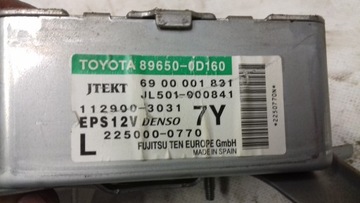 TOYOTA 89650-0D160
JTEKT 69 00 001 831
JL501-000841
112900-3031 7Y
EPS12V DENSO
L 225000-0770
FUJITSU TEN EUROPE GmbH
MADE IN SPAIN
*2250770N*